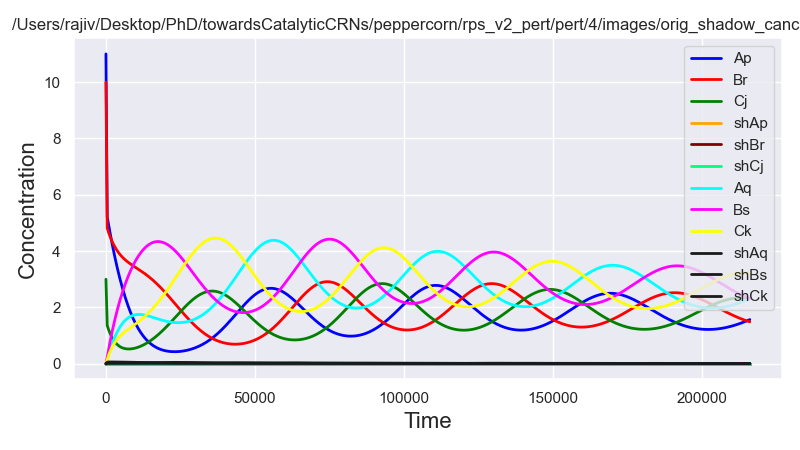 /Users/rajiv/Desktop/PhD/towardsCatalyticCRNs/peppercorn/rps_v2_pert/pert/4/images/orig_shadow_canc
Concentration
10
8
6
4
2
0
0
50000
100000
150000
200000
Time
Ap
Br
Cj
shAp
shBr
shCj
Aq
Bs
Ck
shAq
shBs
shCk